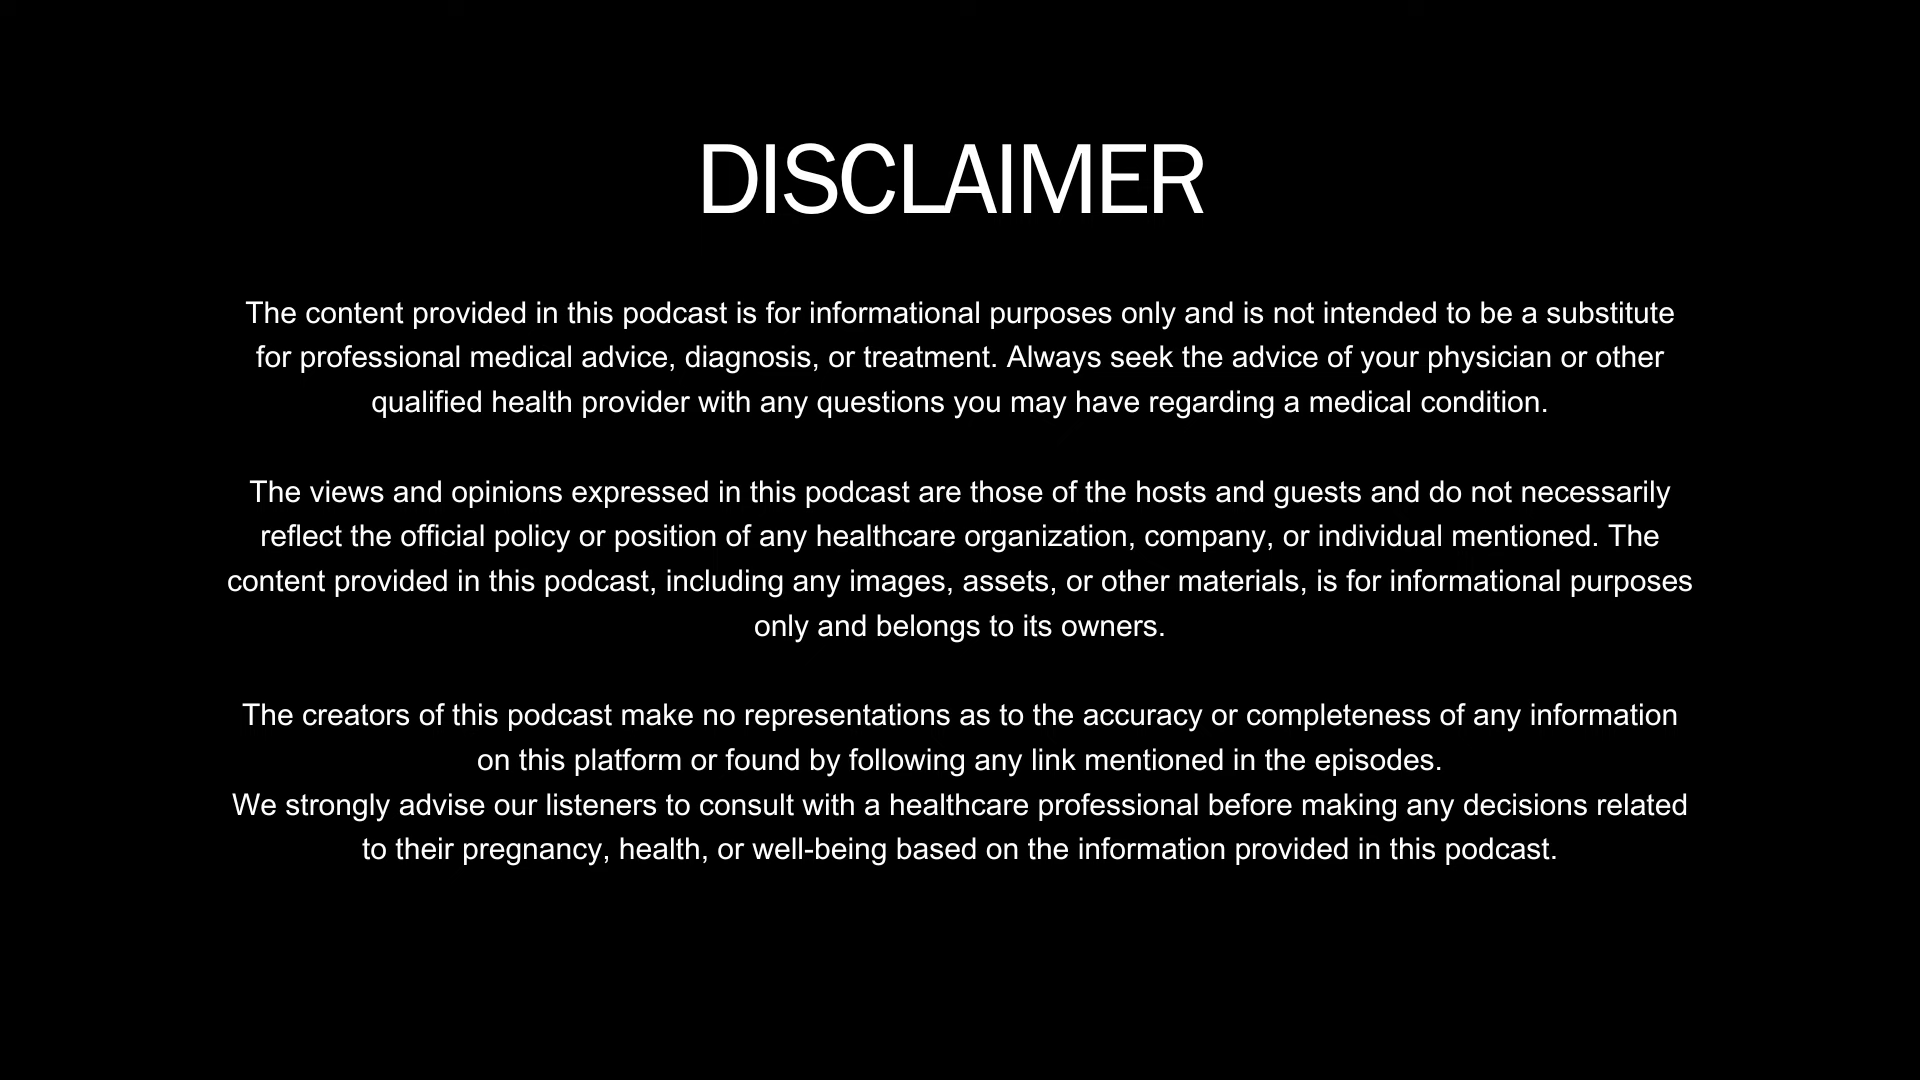 DISCLAIMER
The content provided in this podcast is for informational purposes only and is not intended to be a substitute
for professional medical advice, diagnosis, or treatment. Always seek the advice of your physician or other
qualified health provider with any questions you may have regarding a medical condition.
The views and opinions expressed in this podcast are those of the hosts and guests and do not necessarily
reflect the official policy or position of any healthcare organization, company, or individual mentioned. The
content provided in this podcast, including any images, assets, or other materials, is for informational purposes
only and belongs to its owners.
The creators of this podcast make no representations as to the accuracy or completeness of any information
on this platform or found by following any link mentioned in the episodes.
We strongly advise our listeners to consult with a healthcare professional before making any decisions related
to their pregnancy, health, or well-being based on the information provided in this podcast.